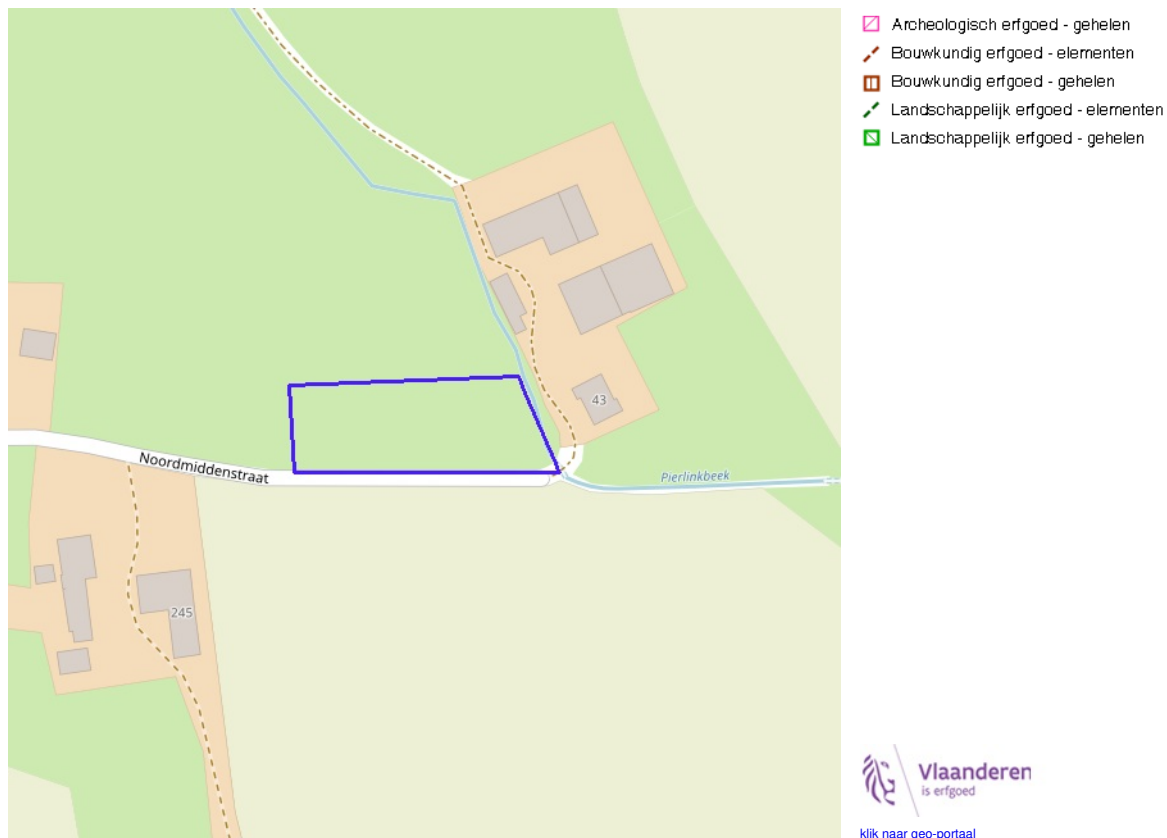 Archeologisch erfgoed - gehelen
Bouwkundig erfgoed - elementen
Bouwkundig erfgoed - gehelen
Landschappelijk erfgoed - elementen
Landschappelijk erfgoed - gehelen
43
Noordmiddenstraat
Pierlinkbeek
245
Vlaanderen
is erfgoed
klik naar geo-portaal